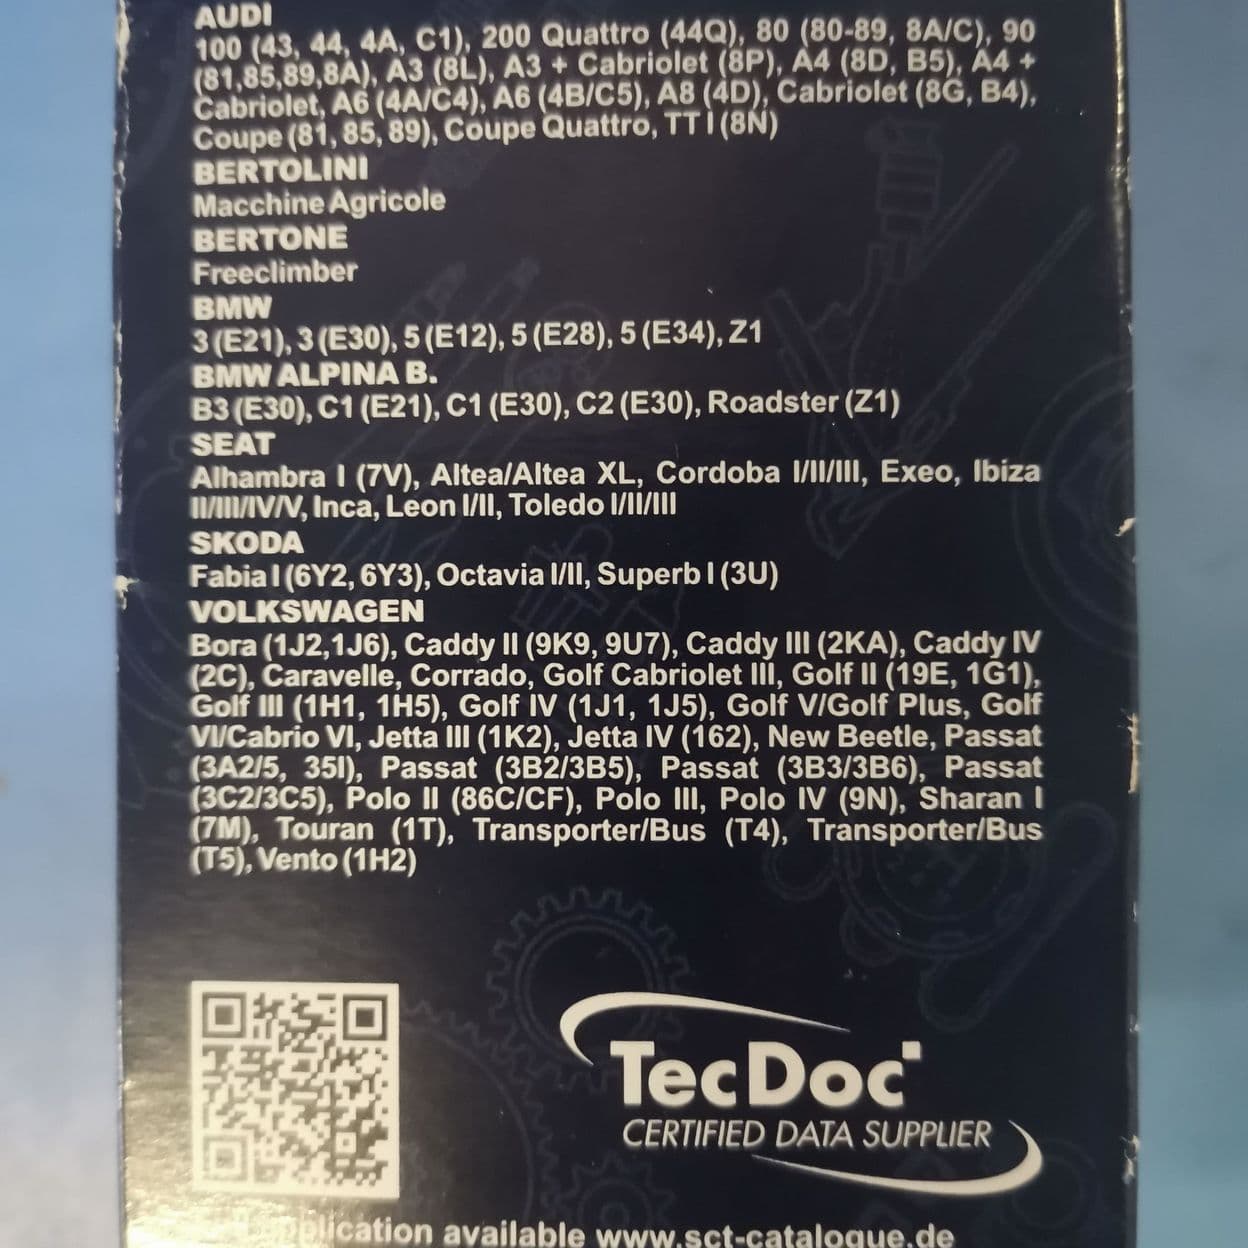 AUDI
100 (43, 44, 4A, C1), 200 Quattro (44Q), 80 (80-89, 8A/C), 90
(81,85,89,8A), A3 (8L), A3 + Cabriolet (8P), A4 (8D, B5), A4 +
Cabriolet, A6 (4A/C4), A6 (4B/C5), A8 (4D), Cabriolet (8G, B4),
Coupe (81, 85, 89), Coupe Quattro, TT I (8N)
BERTOLINI
Macchine Agricole
BERTONE
Freeclimber
BMW
3 (E21), 3 (E30), 5 (E12), 5 (E28), 5 (E34), Z1
BMW ALPINA B.
B3 (E30), C1 (E21), C1 (E30), C2 (E30), Roadster (Z1)
SEAT
Alhambra I (7V), Altea/Altea XL, Cordoba I/II/III, Exeo, Ibiza
II/III/IV/V, Inca, Leon I/II, Toledo I/II/III
SKODA
Fabia I (6Y2, 6Y3), Octavia I/II, Superb I (3U)
VOLKSWAGEN
Bora (1J2,1J6), Caddy II (9K9, 9U7), Caddy III (2KA), Caddy IV
(2C), Caravelle, Corrado, Golf Cabriolet III, Golf II (19E, 1G1),
Golf III (1H1, 1H5), Golf IV (1J1, 1J5), Golf V/Golf Plus, Golf
VI/Cabrio VI, Jetta III (1K2), Jetta IV (162), New Beetle, Passat
(3A2/5, 35I), Passat (3B2/3B5), Passat (3B3/3B6), Passat
(3C2/3C5), Polo II (86C/CF), Polo III, Polo IV (9N), Sharan I
(7M), Touran (1T), Transporter/Bus (T4), Transporter/Bus
(T5), Vento (1H2)
TecDoc
CERTIFIED DATA SUPPLIER
available www.sct-catalogue.de